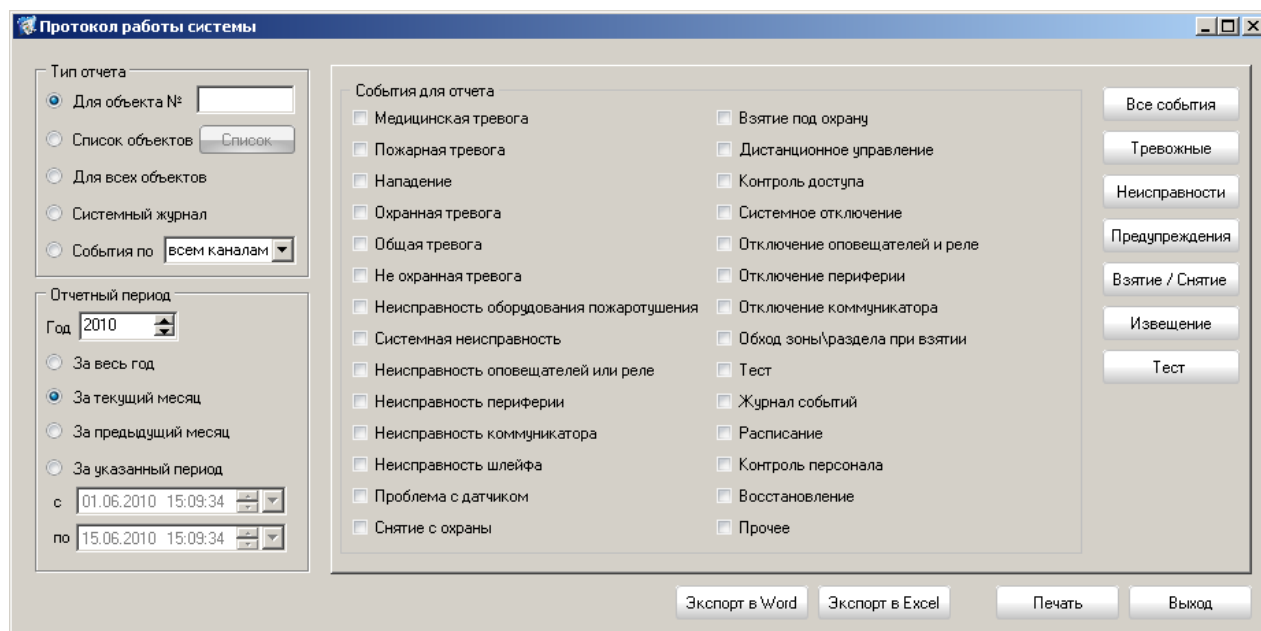 Протокол работы системы
Тип отчета
Для объекта №
Список объектов Список
Для всех объектов
Системный журнал
События по всем каналам
Отчетный период
Год 2010
За весь год
За текущий месяц
За предыдущий месяц
За указанный период
с 01.06.2010 15:09:34
по 15.06.2010 15:09:34
События для отчета
Медицинская тревога
Пожарная тревога
Нападение
Охранная тревога
Общая тревога
Не охранная тревога
Неисправность оборудования пожаротушения
Системная неисправность
Неисправность оповещателей или реле
Неисправность периферии
Неисправность коммуникатора
Неисправность шлейфа
Проблема с датчиком
Снятие с охраны
Взятие под охрану
Дистанционное управление
Контроль доступа
Системное отключение
Отключение оповещателей и реле
Отключение периферии
Отключение коммуникатора
Обход зоны\раздела при взятии
Тест
Журнал событий
Расписание
Контроль персонала
Восстановление
Прочее
Все события
Тревожные
Неисправности
Предупреждения
Взятие / Снятие
Извещение
Тест
Экспорт в Word Экспорт в Excel Печать Выход